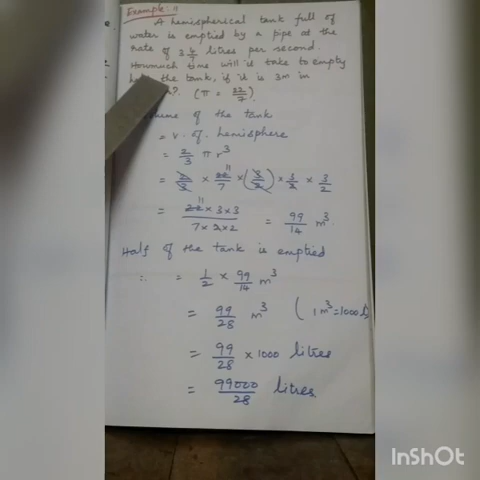 Example: 11
A hemispherical tank full of
water is emptied by a pipe at the
rate of 3 4/7 litres per second.
How much time will it take to empty
the tank, if it is 3m in
? (π = 22/7).
of the tank
= V. of. hemisphere
= 2/3 π r³
= 2/3 × 22/7 11 × (3/2) × 3/2 × 3/2
= 22 11 × 3 × 3 / 7 × 2 × 2 = 99/14 m³.
Half of the tank is emptied
∴ = 1/2 × 99/14 m³
= 99/28 m³ ( 1 m³ = 1000 l
= 99/28 × 1000 litres
= 99000/28 litres.
InShOt